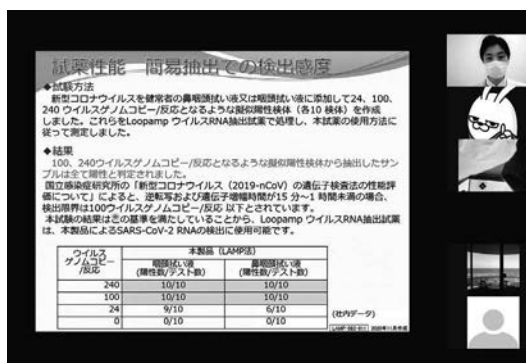 試薬性能 簡易抽出での検出感度
◆試験方法
新型コロナウイルスを健常者の鼻咽頭拭い液又は咽頭拭い液に添加して24、100、
240 ウイルスゲノムコピー/反応となるような擬似陽性検体（各10 検体）を作成
しました。これらをLoopamp ウイルスRNA抽出試薬で処理し、本試薬の使用方法に
従って測定しました。
◆結果
100、240ウイルスゲノムコピー/反応となるような擬似陽性検体から抽出したサン
プルは全て陽性と判定されました。
国立感染症研究所の「新型コロナウイルス（2019-nCoV）の遺伝子検査法の性能評
価について」によると、逆転写および遺伝子増幅時間が15 分～1 時間未満の場合、
検出限界は100ウイルスゲノムコピー/反応 以下とされています。
本試験の結果はこの基準を満たしていることから、Loopamp ウイルスRNA抽出試薬
は、本製品によるSARS-CoV-2 RNAの検出に使用可能です。
ウイルス
ゲノムコピー
/反応
本製品（LAMP法）
咽頭拭い液
（陽性数/テスト数）
鼻咽頭拭い液
（陽性数/テスト数）
240 10/10 10/10
100 10/10 10/10
24 9/10 6/10
0 0/10 0/10
（社内データ）
2020年11月作成